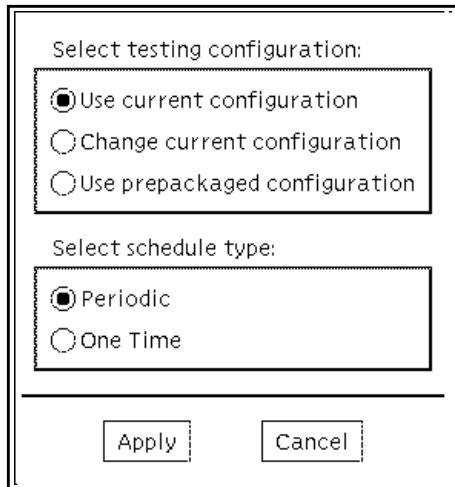 Select testing configuration:
Use current configuration
Change current configuration
Use prepackaged configuration
Select schedule type:
Periodic
One Time
Apply Cancel